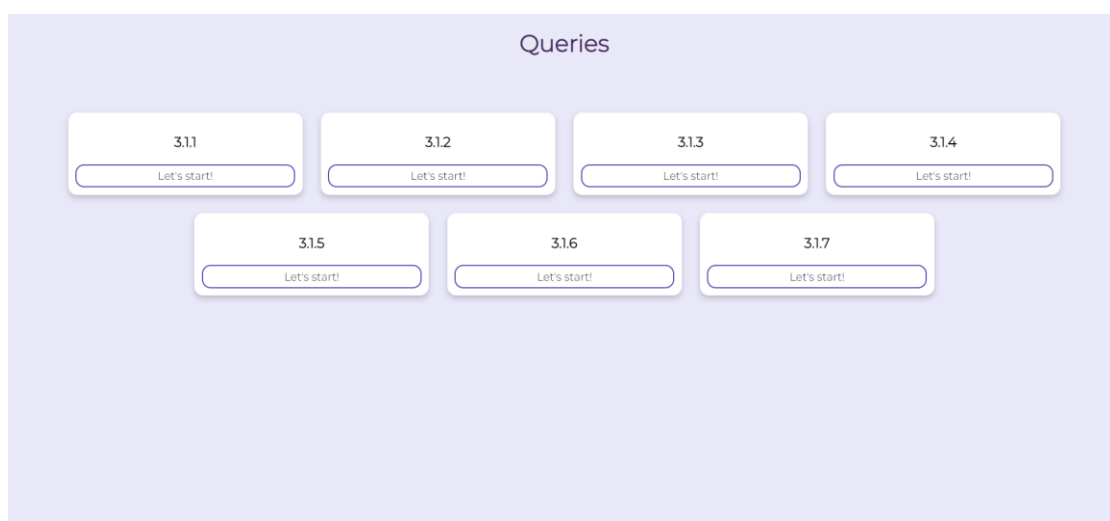 Queries
3.1.1
3.1.2
3.1.3
3.1.4
Let's start!
Let's start!
Let's start!
Let's start!
3.1.5
3.1.6
3.1.7
Let's start!
Let's start!
Let's start!